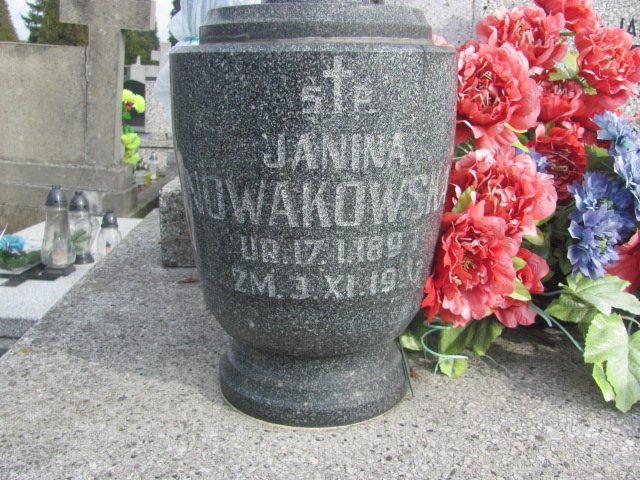 Ś P.
JANINA
NOWAKOWSK
UR. 17. I. 189
ZM. 3. XI. 19